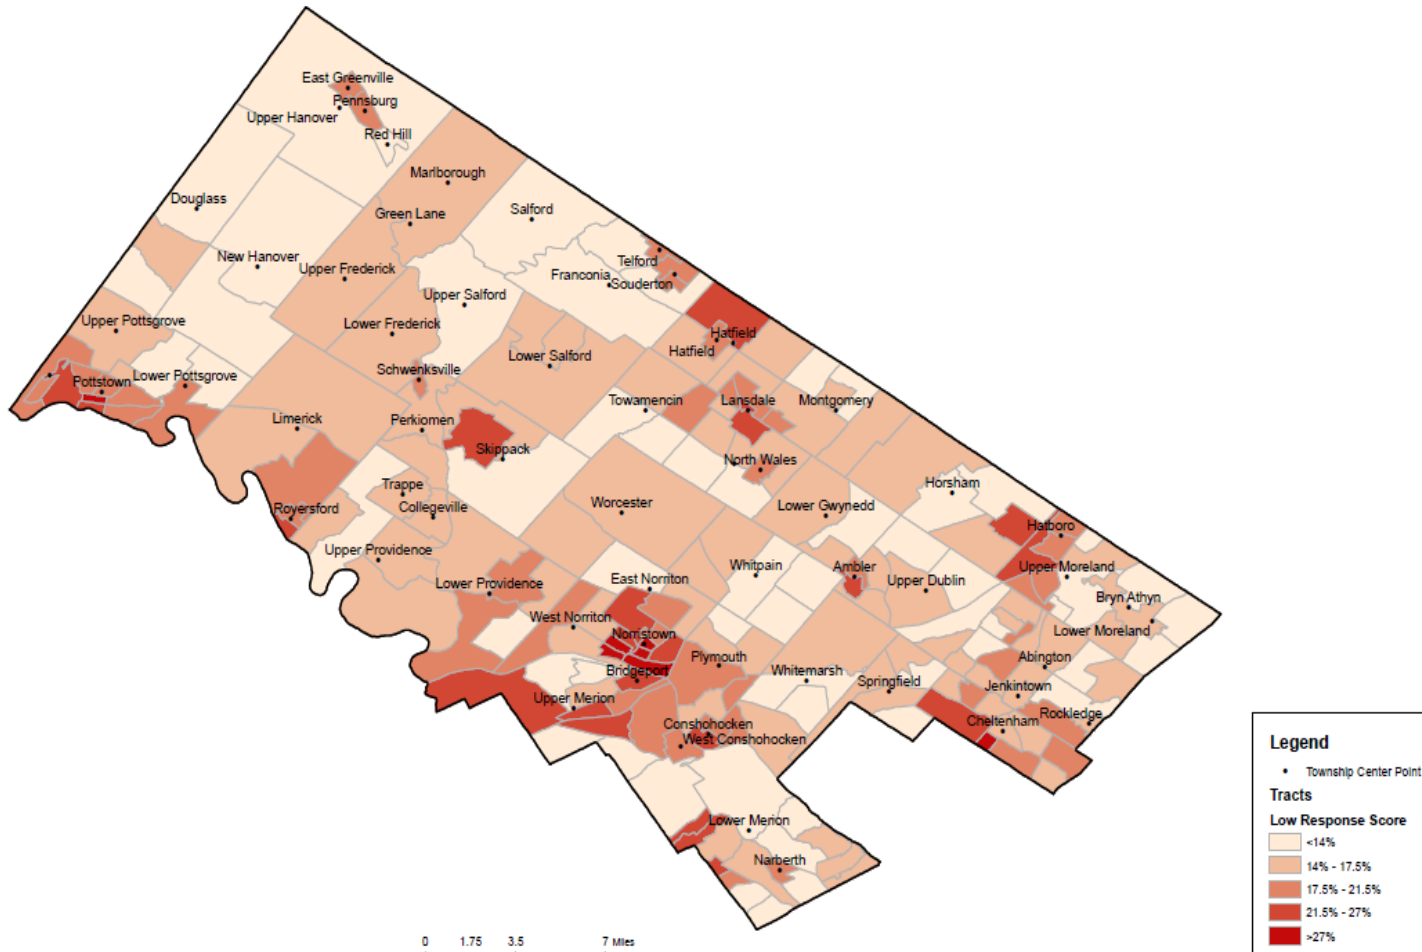 East Greenville
Pennsburg
Upper Hanover
Red Hill
Marlborough
Douglass
Green Lane
Salford
New Hanover
Upper Frederick
Telford
Franconia
Souderton
Upper Salford
Upper Pottsgrove
Lower Frederick
Hatfield
Hatfield
Lower Salford
Schwenksville
Pottstown
Lower Pottsgrove
Towamencin
Lansdale
Montgomery
Limerick
Perkiomen
Skippack
North Wales
Trappe
Horsham
Collegeville
Worcester
Lower Gwynedd
Royersford
Hatboro
Upper Providence
Whitpain
Ambler
Upper Moreland
Lower Providence
East Norriton
Upper Dublin
Bryn Athyn
West Norriton
Norristown
Lower Moreland
Plymouth
Abington
Bridgeport
Whitemarsh
Springfield
Jenkintown
Upper Merion
Conshohocken
Cheltenham
Rockledge
West Conshohocken
Lower Merion
Narberth
Legend
Township Center Point
Tracts
Low Response Score
<14%
14% - 17.5%
17.5% - 21.5%
21.5% - 27%
>27%
0 1.75 3.5 7 Miles